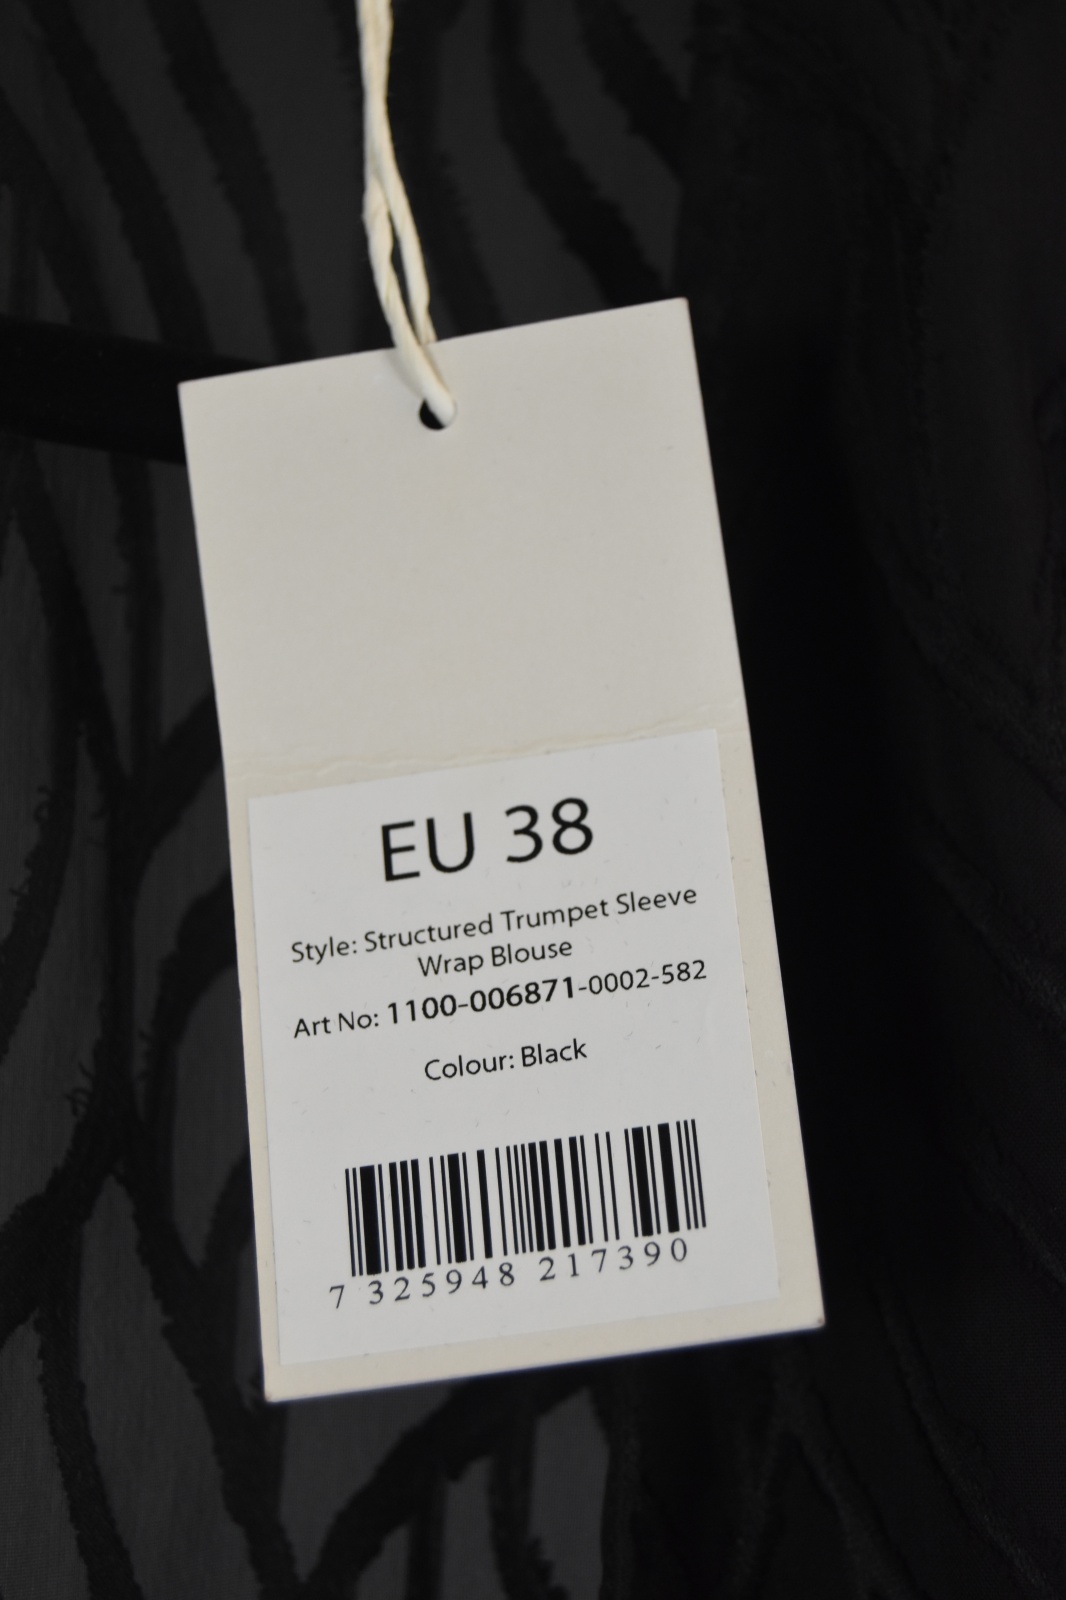 EU 38
Style: Structured Trumpet Sleeve
Wrap Blouse
Art No: 1100-006871-0002-582
Colour: Black
7 325948 217390